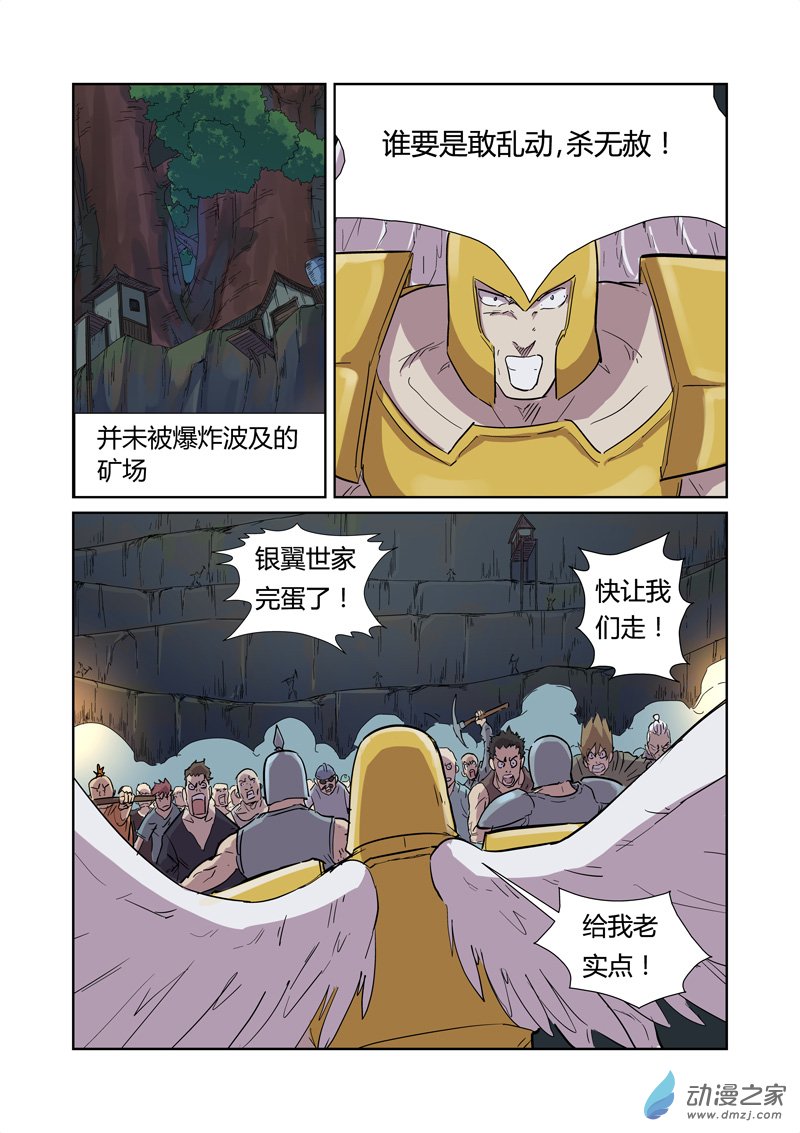 并未被爆炸波及的
矿场
谁要是敢乱动，杀无赦！
银翼世家
完蛋了！
快让我
们走！
给我老
实点！
动漫之家
www.dmzj.com